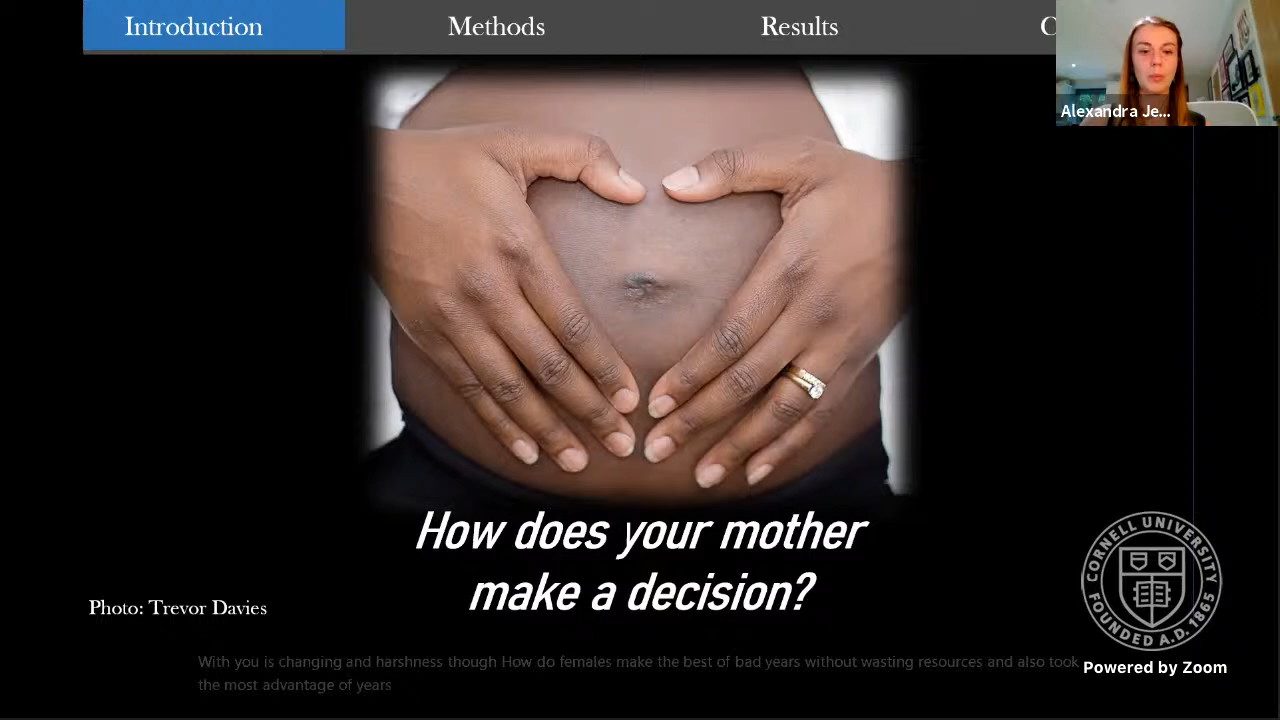 Introduction
Methods
Results
C
Alexandra Je...
How does your mother
make a decision?
Photo: Trevor Davies
CORNELL UNIVERSITY
FOUNDED A.D. 1865
With you is changing and harshness though How do females make the best of bad years without wasting resources and also took
the most advantage of years
Powered by Zoom